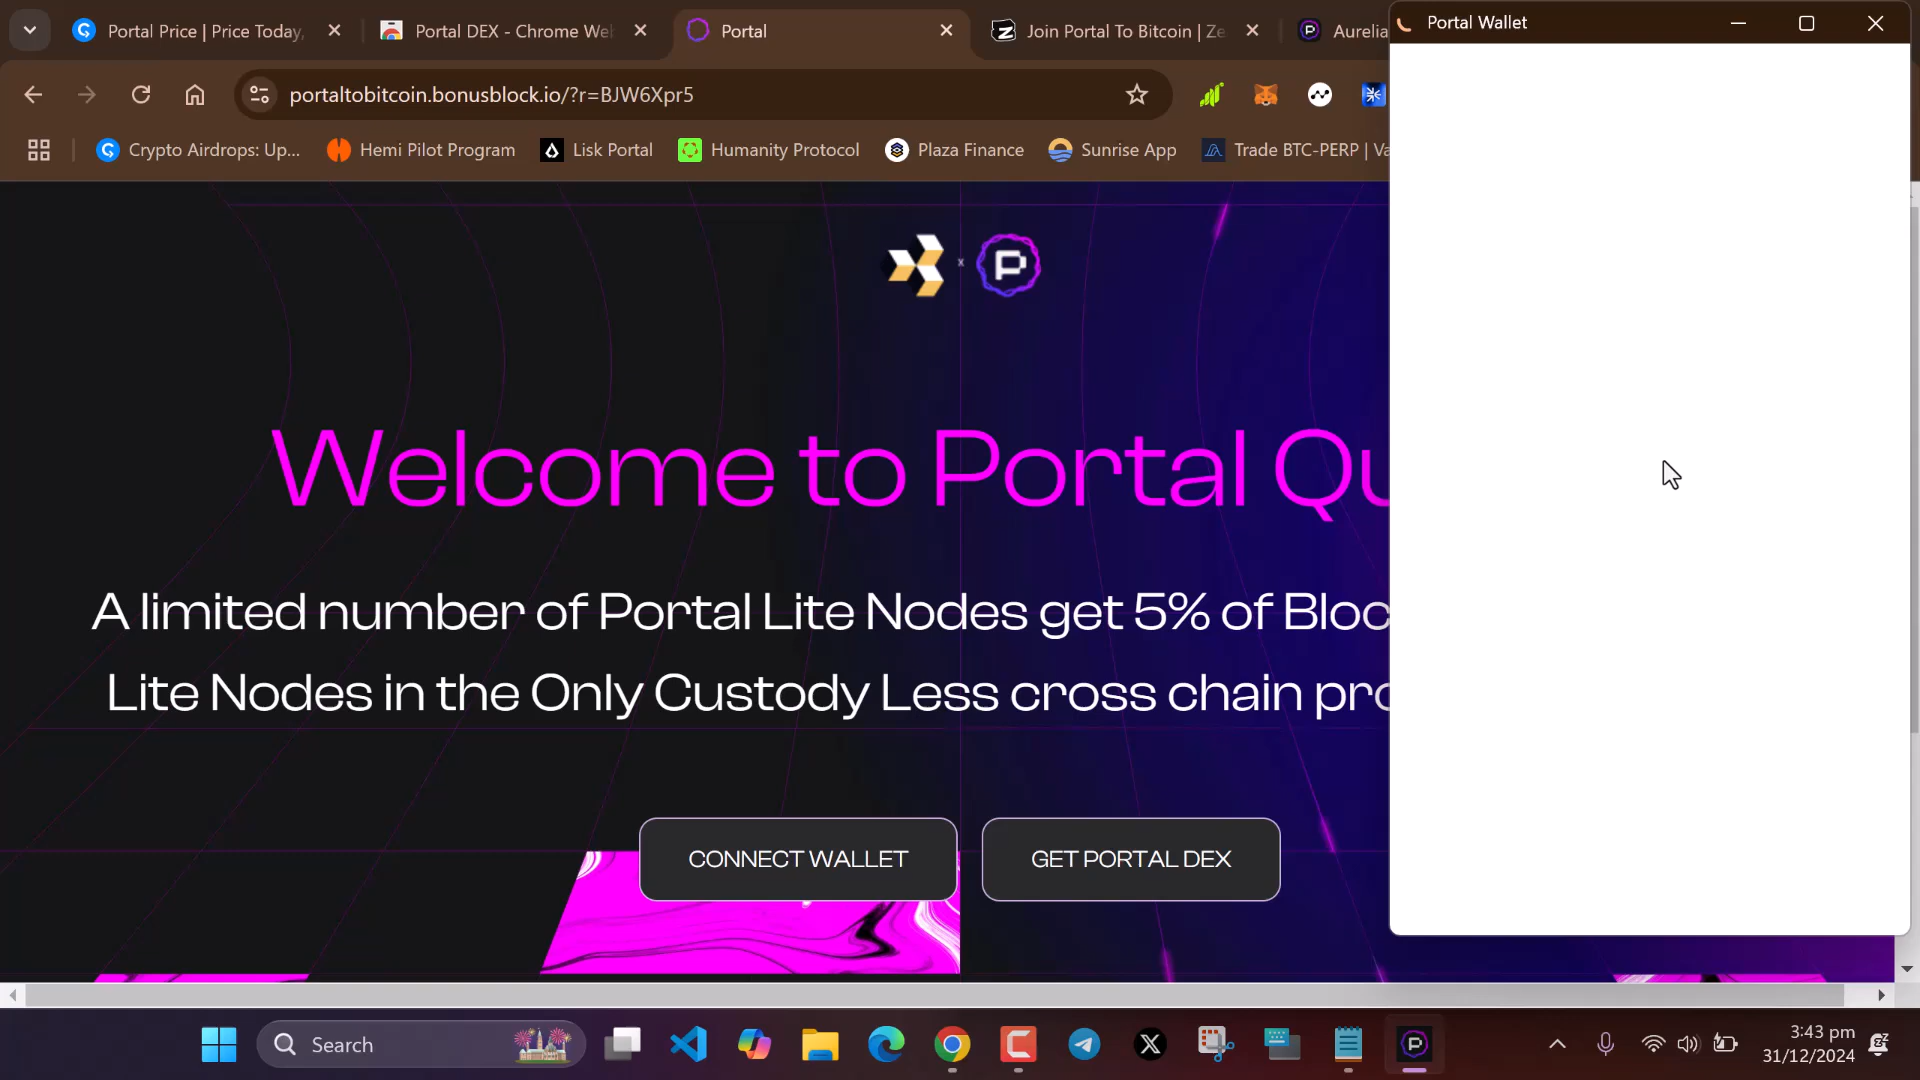 Portal Price | Price Today,
Portal DEX - Chrome We
Portal
Join Portal To Bitcoin | Ze
Aurelia
Portal Wallet
portaltobitcoin.bonusblock.io/?r=BJW6Xpr5
Crypto Airdrops: Up...
Hemi Pilot Program
Lisk Portal
Humanity Protocol
Plaza Finance
Sunrise App
Trade BTC-PERP | Va
x
P
Welcome to Portal Qu
A limited number of Portal Lite Nodes get 5% of Bloc
Lite Nodes in the Only Custody Less cross chain pro
CONNECT WALLET
GET PORTAL DEX
Search
3:43 pm
31/12/2024